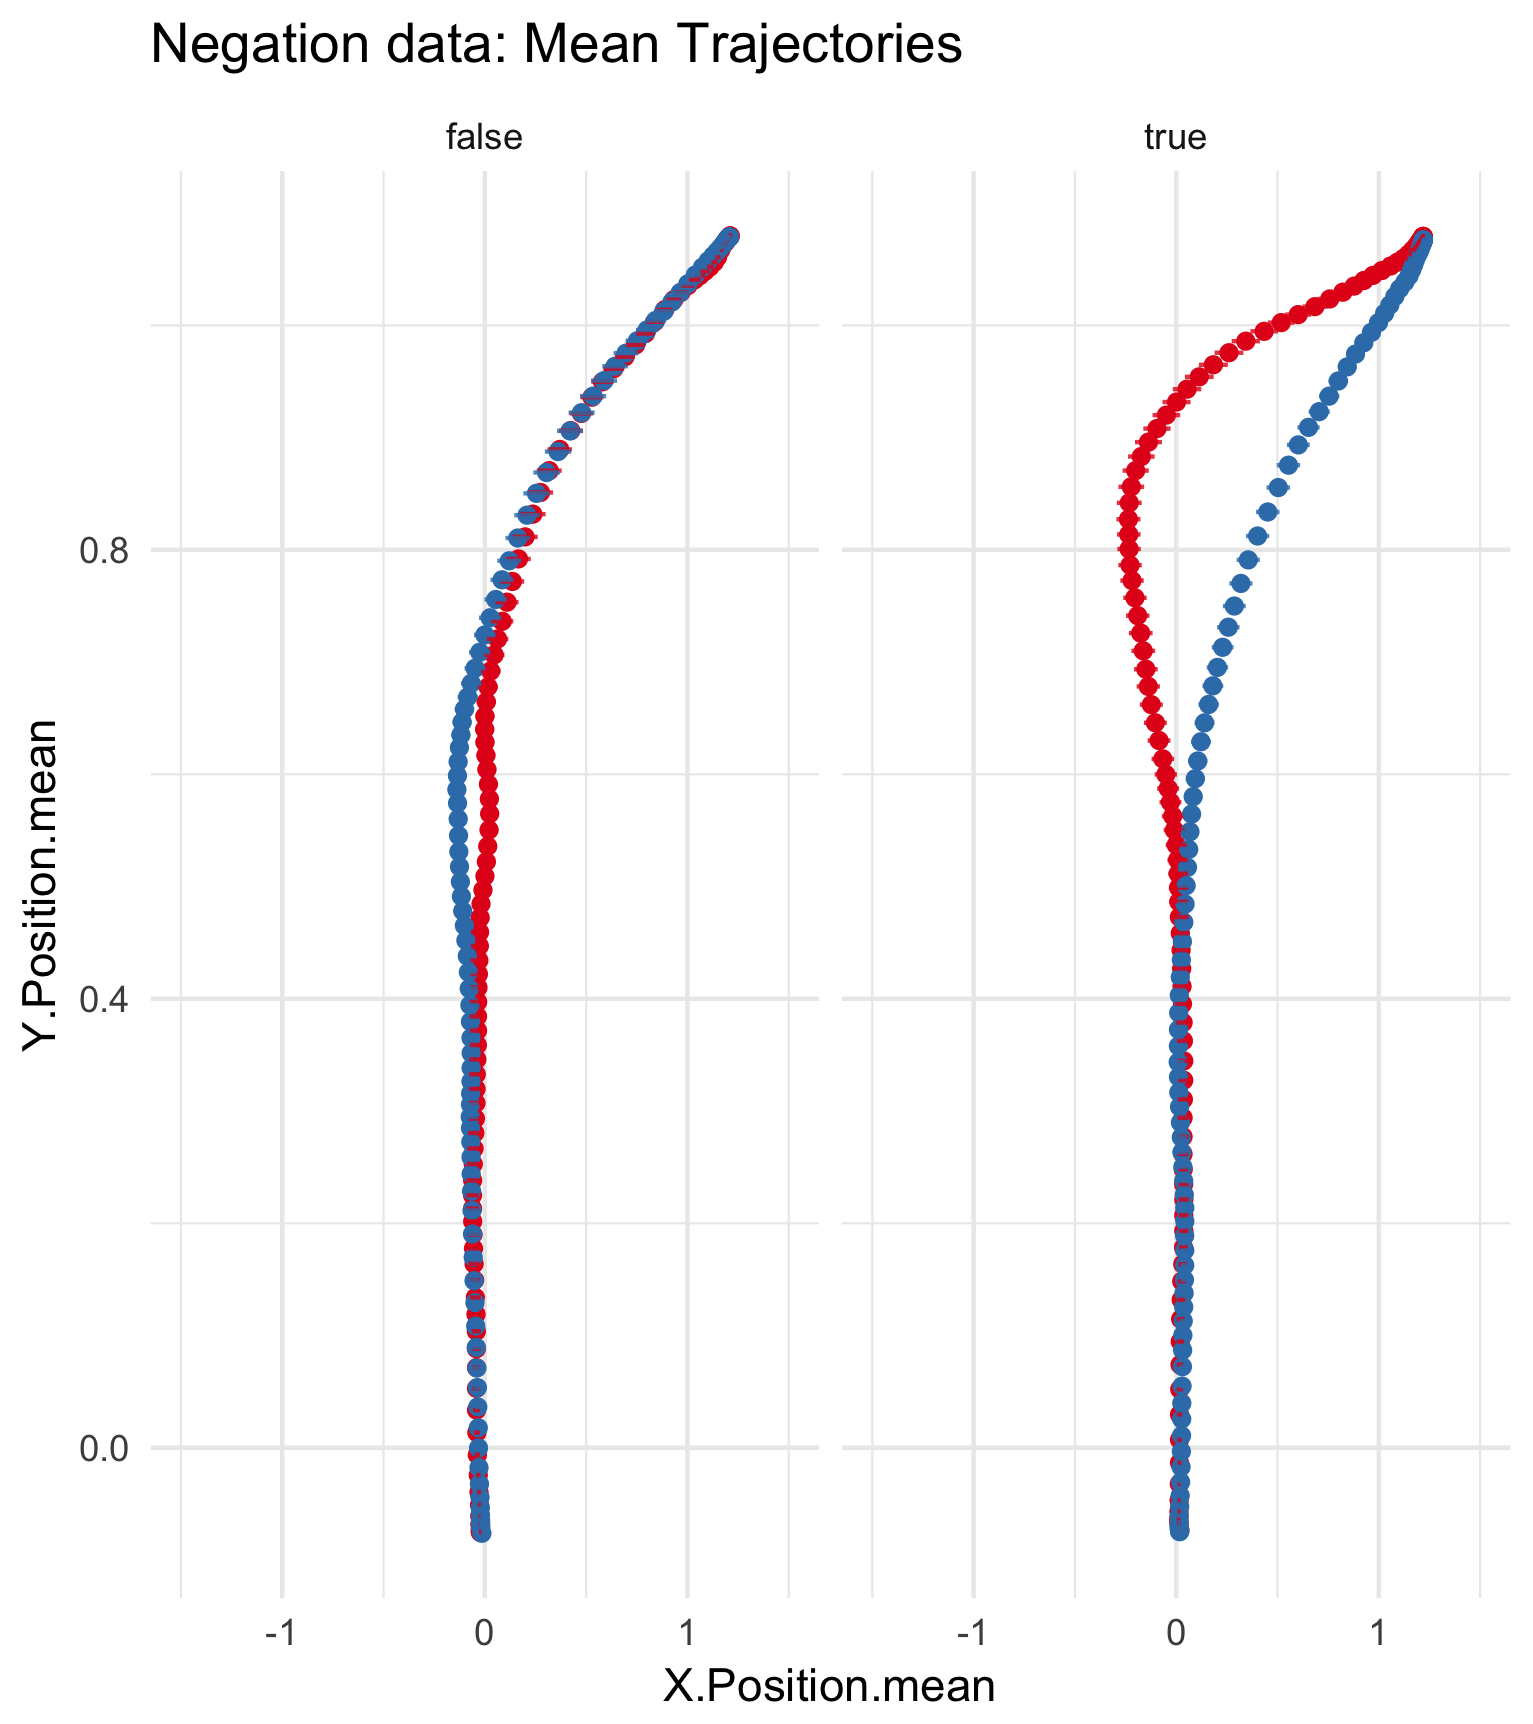 Negation data: Mean Trajectories
false
true
Y.Position.mean
0.8
0.4
0.0
-1 0 1
-1 0 1
X.Position.mean